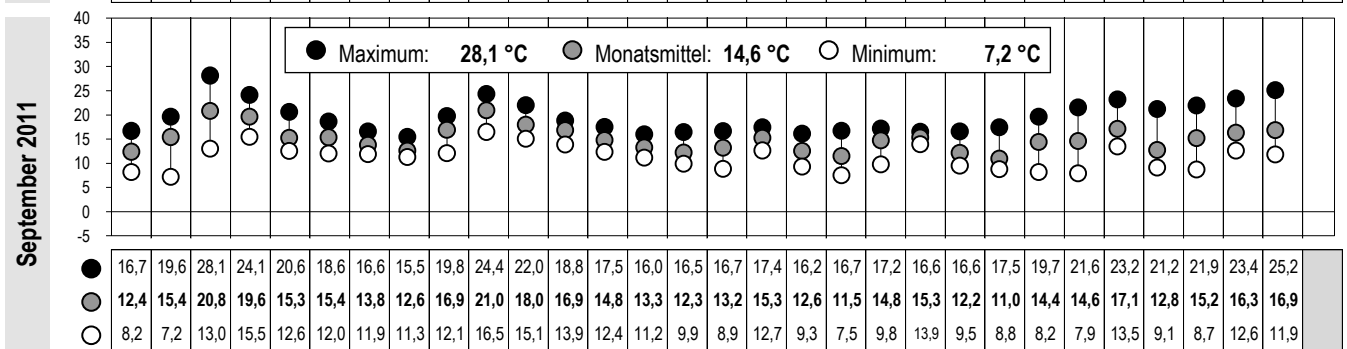 September 2011
40
35
30
25
20
15
10
5
0
-5
Maximum: 28,1 °C Monatsmittel: 14,6 °C Minimum: 7,2 °C
16,7 19,6 28,1 24,1 20,6 18,6 16,6 15,5 19,8 24,4 22,0 18,8 17,5 16,0 16,5 16,7 17,4 16,2 16,7 17,2 16,6 16,6 17,5 19,7 21,6 23,2 21,2 21,9 23,4 25,2
12,4 15,4 20,8 19,6 15,3 15,4 13,8 12,6 16,9 21,0 18,0 16,9 14,8 13,3 12,3 13,2 15,3 12,6 11,5 14,8 15,3 12,2 11,0 14,4 14,6 17,1 12,8 15,2 16,3 16,9
8,2 7,2 13,0 15,5 12,6 12,0 11,9 11,3 12,1 16,5 15,1 13,9 12,4 11,2 9,9 8,9 12,7 9,3 7,5 9,8 13,9 9,5 8,8 8,2 7,9 13,5 9,1 8,7 12,6 11,9